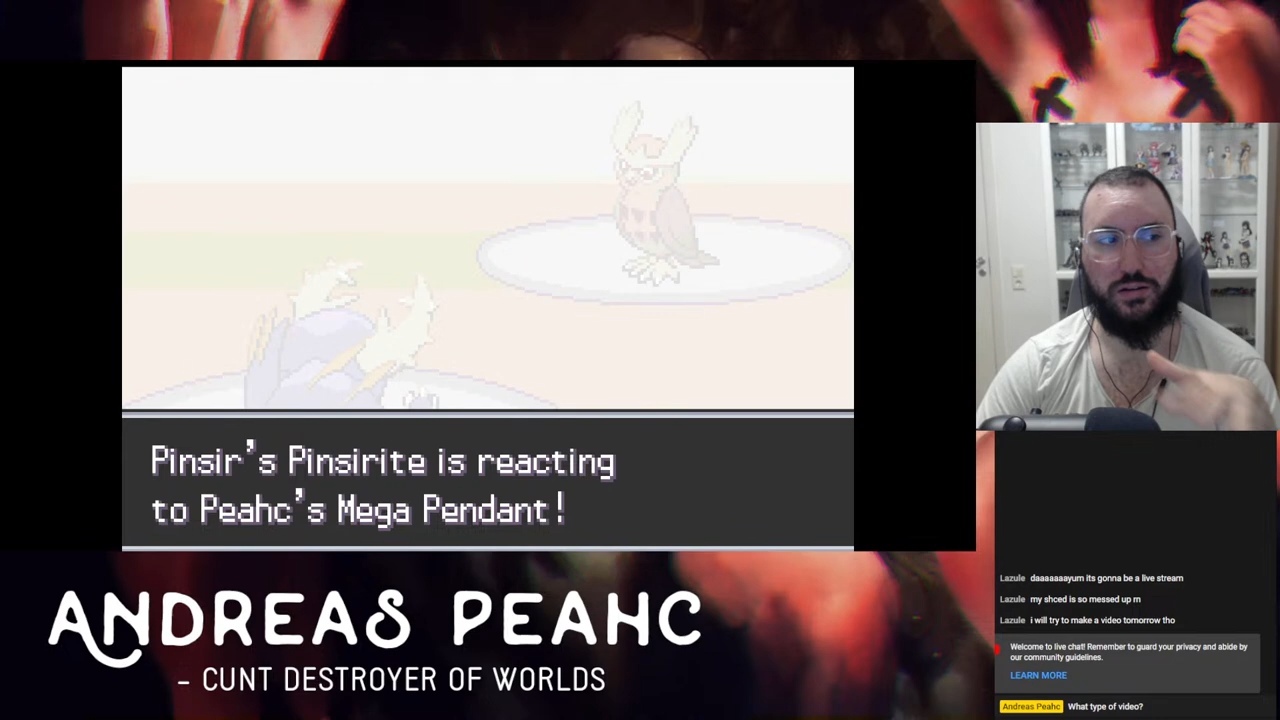 Pinsir's Pinsirite is reacting
to Peahc's Mega Pendant!
ANDREAS PEAHC
- CUNT DESTROYER OF WORLDS
Lazule daaaaaaayum its gonna be a live stream
Lazule my shced is so messed up rn
Lazule i will try to make a video tomorrow tho
Welcome to live chat! Remember to guard your privacy and abide by
our community guidelines.
LEARN MORE
Andreas Peahc What type of video?